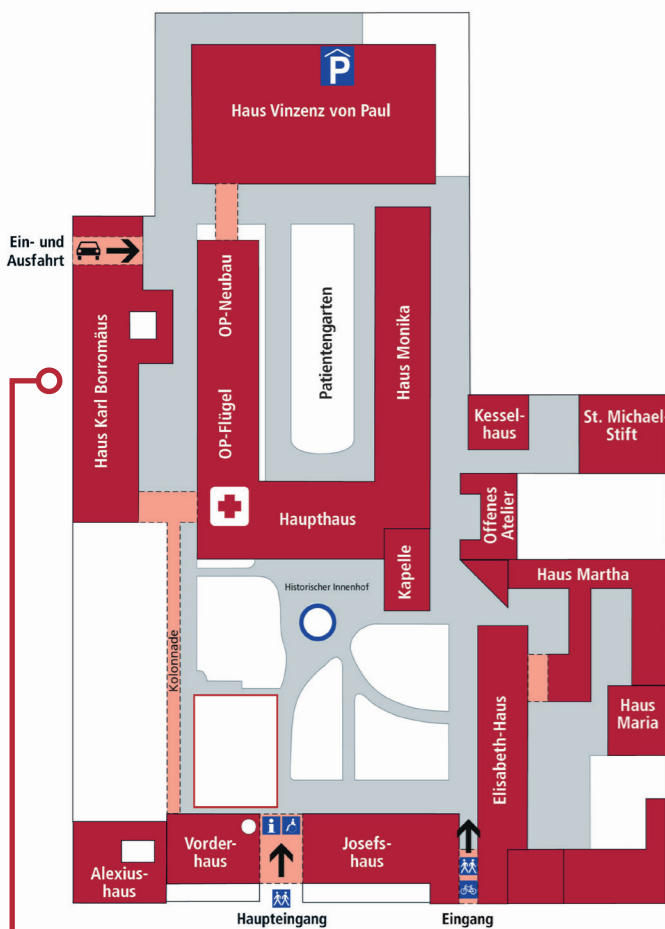 P
Haus Vinzenz von Paul
Ein- und
Ausfahrt
OP-Neubau
OP-Flügel
Patientengarten
Haus Monika
Haus Karl Borromäus
Kessel-
haus
St. Michael-
Stift
Offenes
Atelier
Haupthaus
Kapelle
Haus Martha
Historischer Innenhof
Kolonnade
Elisabeth-Haus
Haus
Maria
i
Vorder-
haus
Josefs-
haus
Alexius-
haus
Haupteingang
Eingang